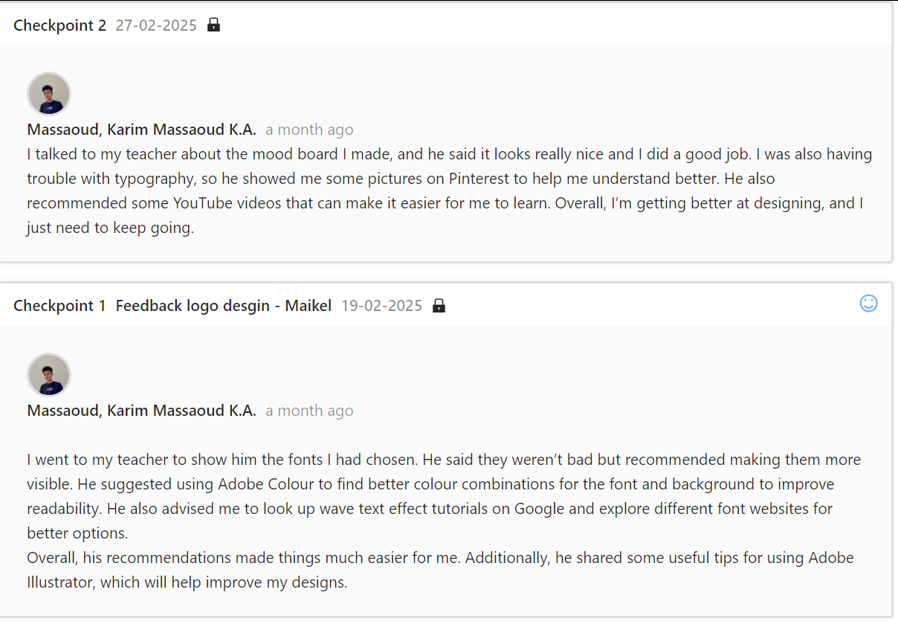 Checkpoint 2 27-02-2025
Massaoud, Karim Massaoud K.A. a month ago
I talked to my teacher about the mood board I made, and he said it looks really nice and I did a good job. I was also having
trouble with typography, so he showed me some pictures on Pinterest to help me understand better. He also
recommended some YouTube videos that can make it easier for me to learn. Overall, I’m getting better at designing, and I
just need to keep going.
Checkpoint 1 Feedback logo desgin - Maikel 19-02-2025
Massaoud, Karim Massaoud K.A. a month ago
I went to my teacher to show him the fonts I had chosen. He said they weren’t bad but recommended making them more
visible. He suggested using Adobe Colour to find better colour combinations for the font and background to improve
readability. He also advised me to look up wave text effect tutorials on Google and explore different font websites for
better options.
Overall, his recommendations made things much easier for me. Additionally, he shared some useful tips for using Adobe
Illustrator, which will help improve my designs.